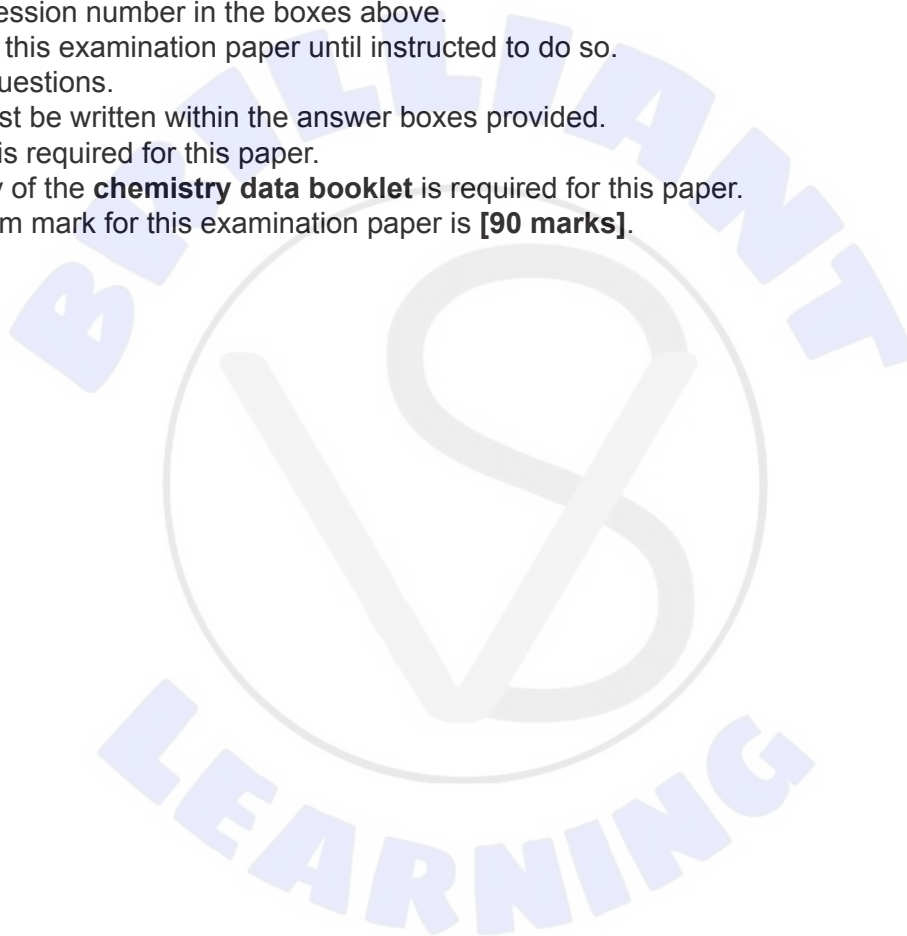 ession number in the boxes above.
this examination paper until instructed to do so.
uestions.
st be written within the answer boxes provided.
is required for this paper.
y of the chemistry data booklet is required for this paper.
m mark for this examination paper is [90 marks].
BRILLIANT
VS
LEARNING